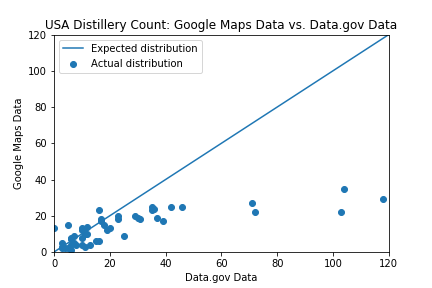 USA Distillery Count: Google Maps Data vs. Data.gov Data
Expected distribution
Actual distribution
Google Maps Data
120
100
80
60
40
20
0
0 20 40 60 80 100 120
Data.gov Data